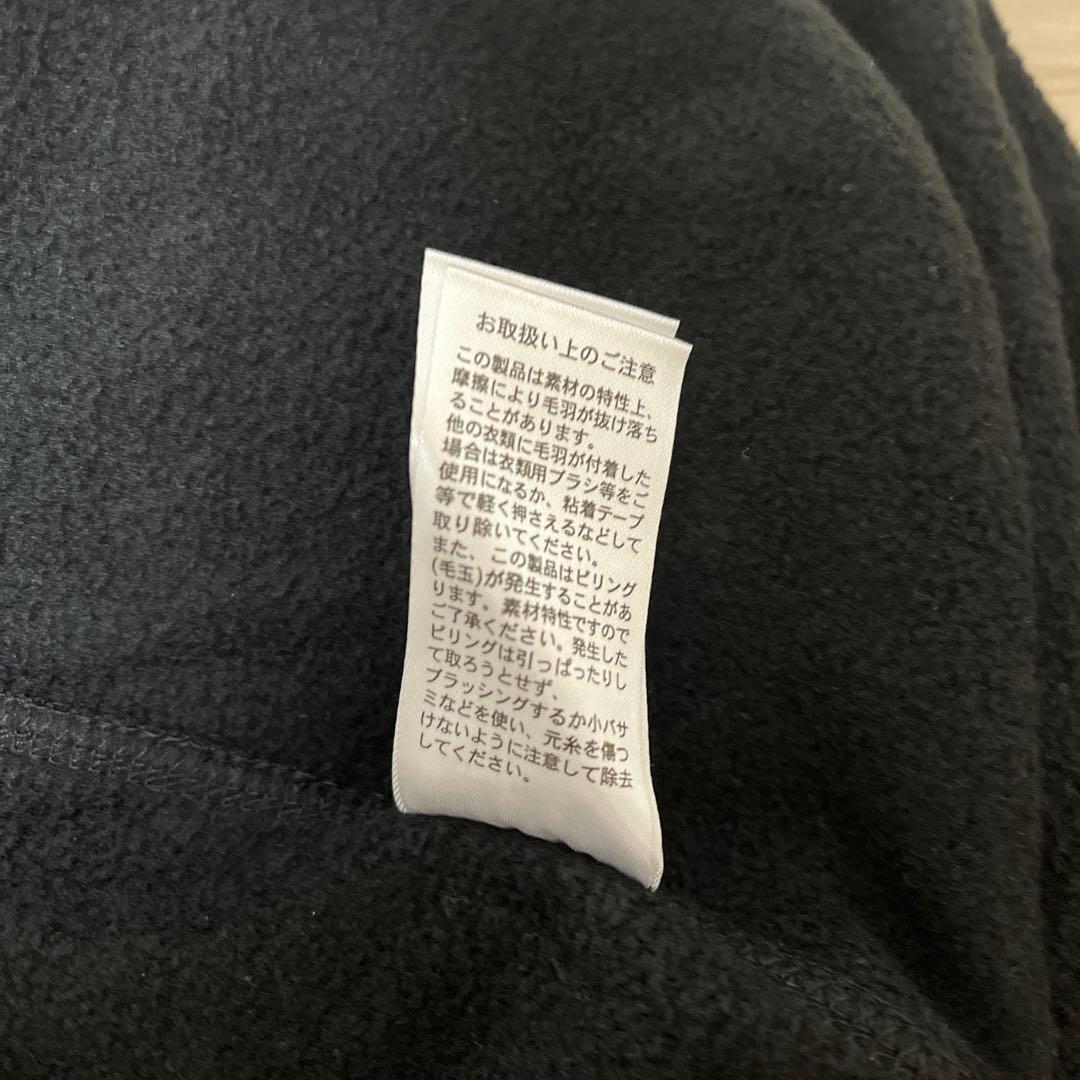 お取扱い上のご注意
この製品は素材の特性上、
摩擦により毛羽が抜け落ち
ることがあります。
他の衣類に毛羽が付着した
場合は衣類用ブラシ等をご
使用になるか、粘着テープ
等で軽く押さえるなどして
取り除いてください。
また、この製品はピリング
(毛玉)が発生することがあ
ります。素材特性ですので
ご了承ください。発生した
ピリングは引っぱったりし
て取ろうとせず、
ブラッシングするか小バサ
ミなどを使い、元糸を傷つ
けないように注意して除去
してください。